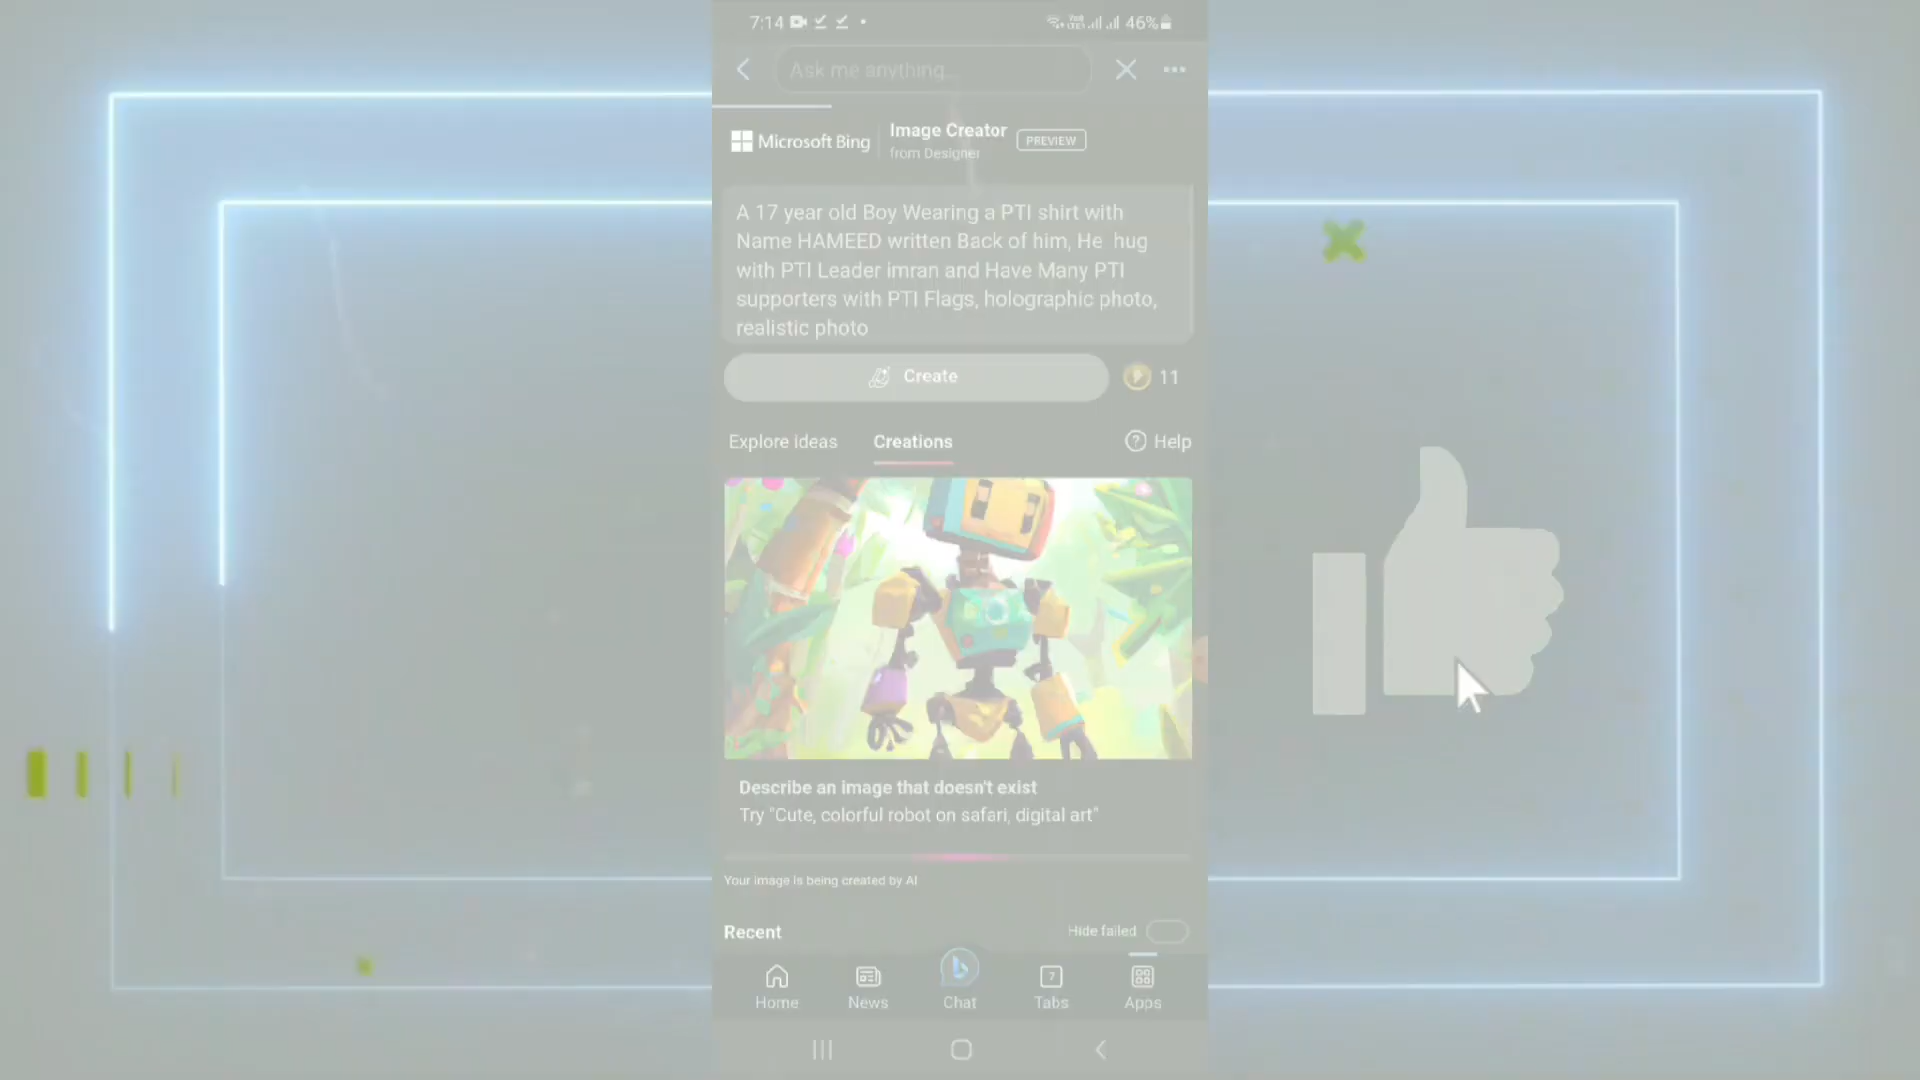 7:14
46%
Ask me anything...
Microsoft Bing
Image Creator
from Designer
PREVIEW
A 17 year old Boy Wearing a PTI shirt with
Name HAMEED written Back of him, He  hug
with PTI Leader imran and Have Many PTI
supporters with PTI Flags, holographic photo,
realistic photo
Create
11
Explore ideas
Creations
Help
Describe an image that doesn't exist
Try "Cute, colorful robot on safari, digital art"
Your image is being created by AI
Recent
Hide failed
Home
News
Chat
7
Tabs
Apps